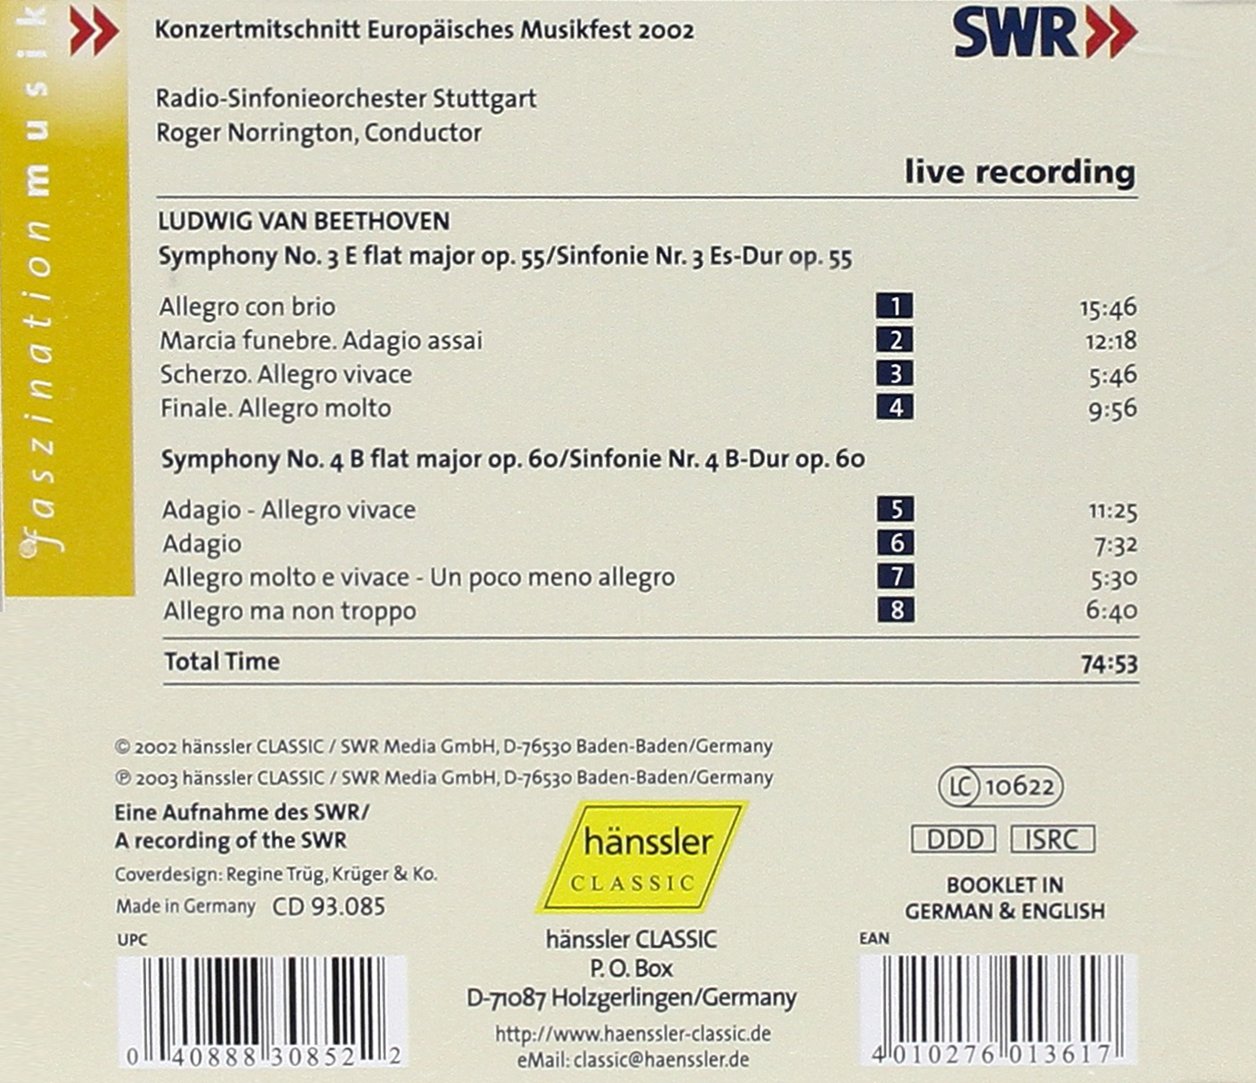 Konzertmitschnitt Europäisches Musikfest 2002
SWR
Radio-Sinfonieorchester Stuttgart
Roger Norrington, Conductor
live recording
faszination musik
LUDWIG VAN BEETHOVEN
Symphony No. 3 E flat major op. 55/Sinfonie Nr. 3 Es-Dur op. 55
Allegro con brio 1 15:46
Marcia funebre. Adagio assai 2 12:18
Scherzo. Allegro vivace 3 5:46
Finale. Allegro molto 4 9:56
Symphony No. 4 B flat major op. 60/Sinfonie Nr. 4 B-Dur op. 60
Adagio - Allegro vivace 5 11:25
Adagio 6 7:32
Allegro molto e vivace - Un poco meno allegro 7 5:30
Allegro ma non troppo 8 6:40
Total Time 74:53
© 2002 hänssler CLASSIC / SWR Media GmbH, D-76530 Baden-Baden/Germany
℗ 2003 hänssler CLASSIC / SWR Media GmbH, D-76530 Baden-Baden/Germany
Eine Aufnahme des SWR/
A recording of the SWR
Coverdesign: Regine Trüg, Krüger & Ko.
Made in Germany CD 93.085
UPC
0 40888 30852 2
hänssler
CLASSIC
hänssler CLASSIC
P. O. Box
D-71087 Holzgerlingen/Germany
http://www.haenssler-classic.de
eMail: classic@haenssler.de
LC 10622
DDD ISRC
BOOKLET IN
GERMAN & ENGLISH
EAN
4 010276 013617